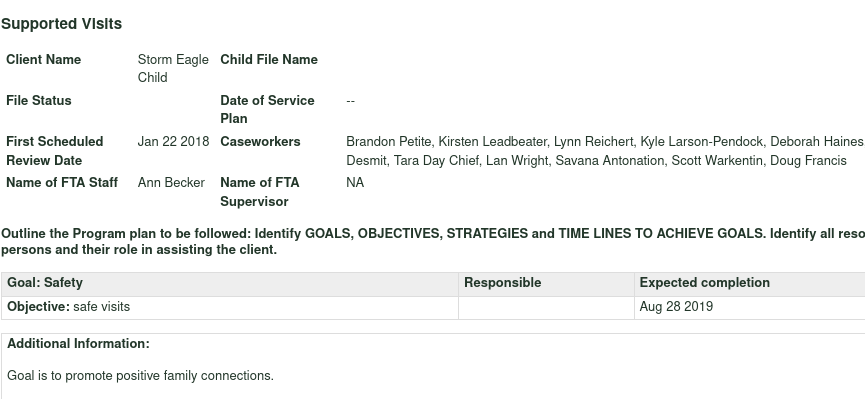 Supported Visits
Client Name Storm Eagle Child File Name
Child
File Status Date of Service --
Plan
First Scheduled Jan 22 2018 Caseworkers Brandon Petite, Kirsten Leadbeater, Lynn Reichert, Kyle Larson-Pendock, Deborah Haines
Review Date Desmit, Tara Day Chief, Lan Wright, Savana Antonation, Scott Warkentin, Doug Francis
Name of FTA Staff Ann Becker Name of FTA NA
Supervisor
Outline the Program plan to be followed: Identify GOALS, OBJECTIVES, STRATEGIES and TIME LINES TO ACHIEVE GOALS. Identify all reso
persons and their role in assisting the client.
Goal: Safety Responsible Expected completion
Objective: safe visits Aug 28 2019
Additional Information:
Goal is to promote positive family connections.